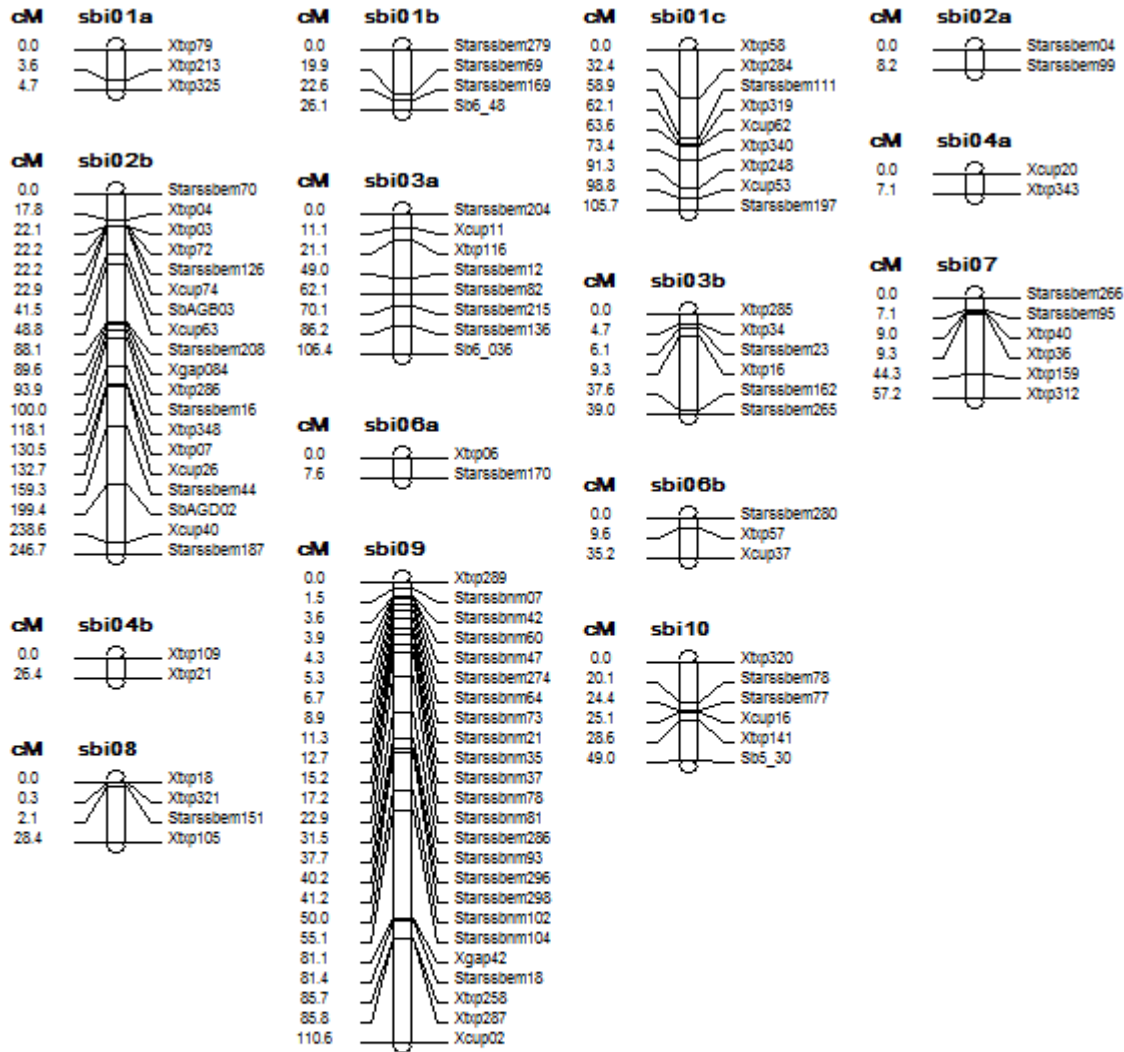 cM sbi01a
0.0 Xtxp79
3.6 Xtxp213
4.7 Xtxp325
cM sbi01b
0.0 Starssbem279
19.9 Starssbem69
22.6 Starssbem169
26.1 Sb6_48
cM sbi01c
0.0 Xtxp58
32.4 Xtxp284
58.9 Starssbem111
62.1 Xtxp319
63.6 Xcup62
73.4 Xtxp340
91.3 Xtxp248
98.8 Xcup53
105.7 Starssbem197
cM sbi02a
0.0 Starssbem04
8.2 Starssbem99
cM sbi02b
0.0 Starssbem70
17.8 Xtxp04
22.1 Xtxp03
22.2 Xtxp72
22.2 Starssbem126
22.9 Xcup74
41.5 SbAGB03
48.8 Xcup63
88.1 Starssbem208
89.6 Xgap084
93.9 Xtxp286
100.0 Starssbem16
118.1 Xtxp348
130.5 Xtxp07
132.7 Xcup26
159.3 Starssbem44
199.4 SbAGD02
238.6 Xcup40
246.7 Starssbem187
cM sbi03a
0.0 Starssbem204
11.1 Xcup11
21.1 Xtxp116
49.0 Starssbem12
62.1 Starssbem82
70.1 Starssbem215
86.2 Starssbem136
106.4 Sb6_036
cM sbi04a
0.0 Xcup20
7.1 Xtxp343
cM sbi03b
0.0 Xtxp285
4.7 Xtxp34
6.1 Starssbem23
9.3 Xtxp16
37.6 Starssbem162
39.0 Starssbem265
cM sbi07
0.0 Starssbem266
7.1 Starssbem95
9.0 Xtxp40
9.3 Xtxp36
44.3 Xtxp159
57.2 Xtxp312
cM sbi06a
0.0 Xtxp06
7.6 Starssbem170
cM sbi06b
0.0 Starssbem280
9.6 Xtxp57
35.2 Xcup37
cM sbi09
0.0 Xtxp289
1.5 Starssbnm07
3.6 Starssbnm42
3.9 Starssbnm60
4.3 Starssbnm47
5.3 Starssbem274
6.7 Starssbnm64
8.9 Starssbnm73
11.3 Starssbnm21
12.7 Starssbnm35
15.2 Starssbnm37
17.2 Starssbnm78
22.9 Starssbnm81
31.5 Starssbem286
37.7 Starssbnm93
40.2 Starssbem296
41.2 Starssbem298
50.0 Starssbnm102
55.1 Starssbnm104
81.1 Xgap42
81.4 Starssbem18
85.7 Xtxp258
85.8 Xtxp287
110.6 Xcup02
cM sbi04b
0.0 Xtxp109
26.4 Xtxp21
cM sbi10
0.0 Xtxp320
20.1 Starssbem78
24.4 Starssbem77
25.1 Xcup16
28.6 Xtxp141
49.0 Sb5_30
cM sbi08
0.0 Xtxp18
0.3 Xtxp321
2.1 Starssbem151
28.4 Xtxp105